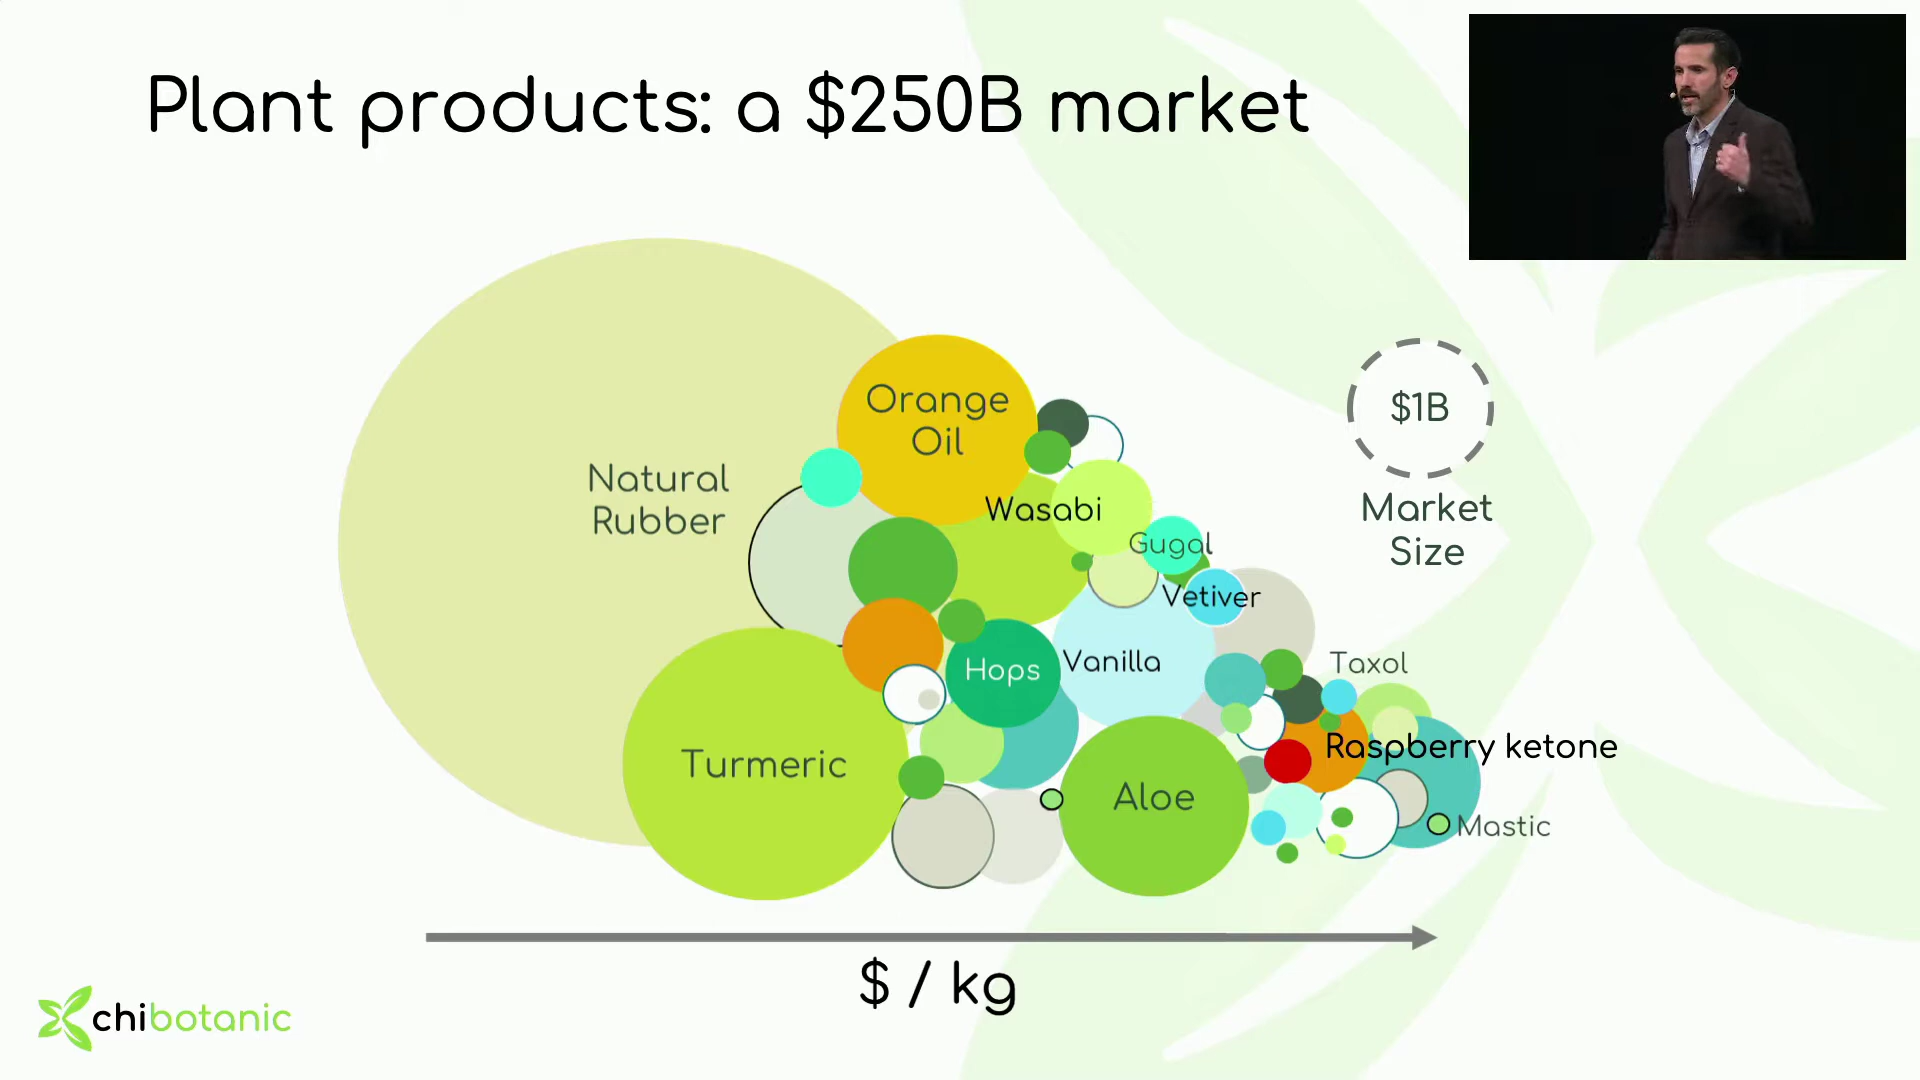 Plant products: a $250B market
Orange
Oil
Natural
Rubber
Wasabi
Gugal
Vetiver
Hops
Vanilla
Taxol
Turmeric
Aloe
Raspberry ketone
Mastic
$1B
Market
Size
$ / kg
chibotanic